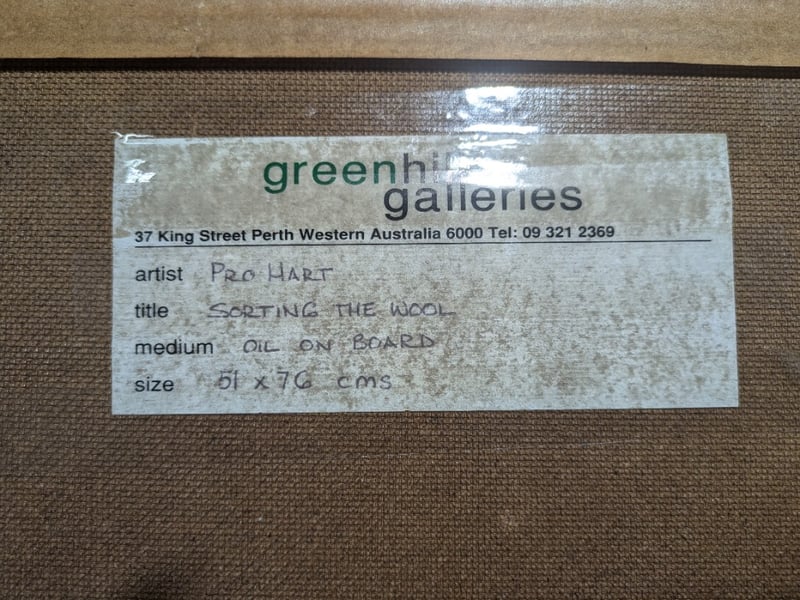 green
galleries
37 King Street Perth Western Australia 6000 Tel: 09 321 2369
artist PRO HART
title SORTING THE WOOL
medium OIL ON BOARD
size 51 x 76 cms